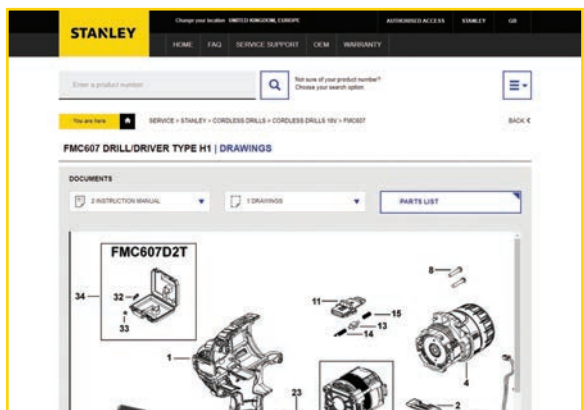 STANLEY
Change your location UNITED KINGDOM, EUROPE
AUTHORISED ACCESS STANLEY GB
HOME FAQ SERVICE SUPPORT OEM WARRANTY
Enter a product number
Not sure of your product number?
Choose your search option.
You are here
SERVICE > STANLEY > CORDLESS DRILLS > CORDLESS DRILLS 18V > FMC607
BACK <
FMC607 DRILL/DRIVER TYPE H1 | DRAWINGS
DOCUMENTS
2 INSTRUCTION MANUAL
1 DRAWINGS
PARTS LIST
FMC607D2T
8
34
32
11
15
33
13
14
1
4
23
2